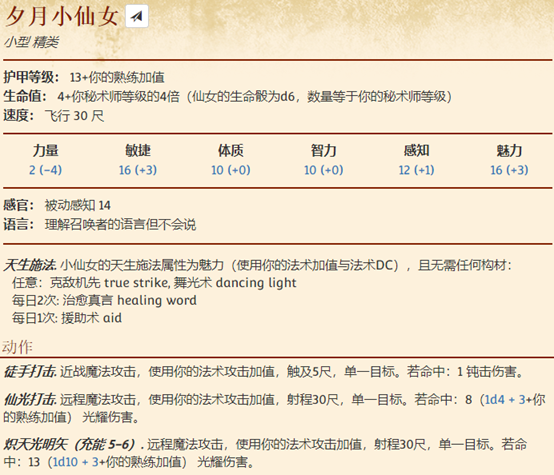 夕月小仙女
小型 精类
护甲等级： 13+你的熟练加值
生命值： 4+你秘术师等级的4倍（仙女的生命骰为d6，数量等于你的秘术师等级）
速度： 飞行 30 尺
力量 敏捷 体质 智力 感知 魅力
2 (−4) 16 (+3) 10 (+0) 10 (+0) 12 (+1) 16 (+3)
感官： 被动感知 14
语言： 理解召唤者的语言但不会说
天生施法. 小仙女的天生施法属性为魅力（使用你的法术加值与法术DC），且无需任何构材：
任意：克敌机先 true strike, 舞光术 dancing light
每日2次: 治愈真言 healing word
每日1次: 援助术 aid
动作
徒手打击. 近战魔法攻击，使用你的法术攻击加值，触及5尺，单一目标。若命中：1 钝击伤害。
仙光打击. 远程魔法攻击，使用你的法术攻击加值，射程30尺，单一目标。若命中：8（1d4 + 3+你
的熟练加值） 光耀伤害。
炽天光明矢（充能 5–6）. 远程魔法攻击，使用你的法术攻击加值，射程30尺，单一目标。若命
中：13（1d10 + 3+你的熟练加值） 光耀伤害。